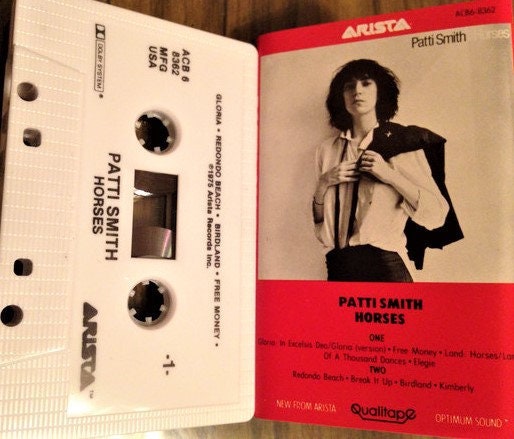 DOLBY SYSTEM
ACB 6
8362
MFG
USA
GLORIA • REDONDO BEACH • BIRDLAND • FREE MONEY •
℗1975 Arista Records Inc.
PATTI SMITH
HORSES
-1-
ARISTA
TM
ACB6-8362
ARISTA
Patti Smith Horses
PATTI SMITH
HORSES
ONE
Gloria: In Excelsis Deo/Gloria (version) • Free Money • Land: Horses/Land
Of A Thousand Dances • Elegie
TWO
Redondo Beach • Break It Up • Birdland • Kimberly
NEW FROM ARISTA
Qualitape
OPTIMUM SOUND